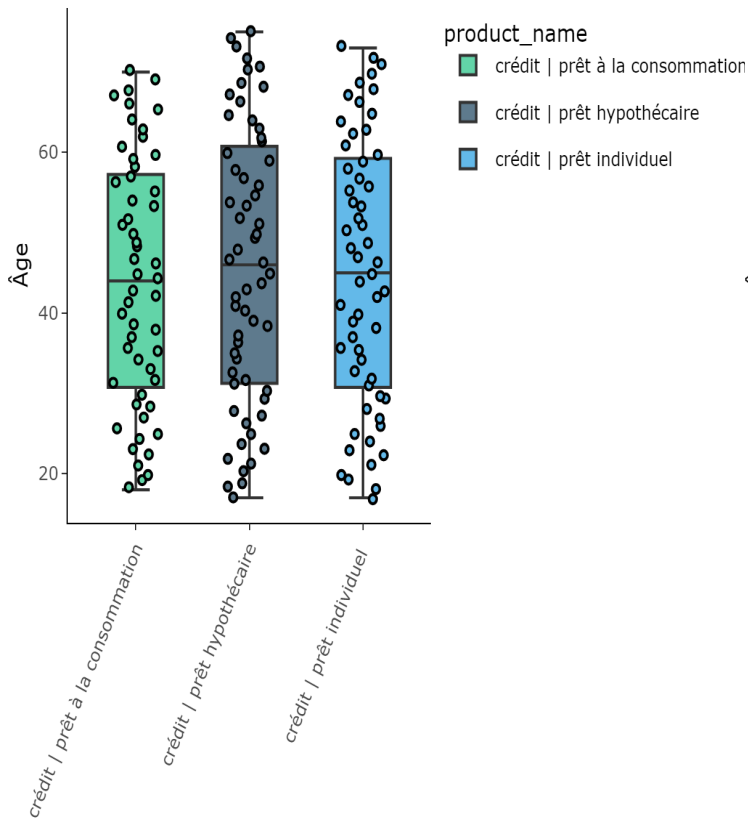 product_name
crédit | prêt à la consommation
crédit | prêt hypothécaire
crédit | prêt individuel
Âge
60
40
20
crédit | prêt à la consommation
crédit | prêt hypothécaire
crédit | prêt individuel